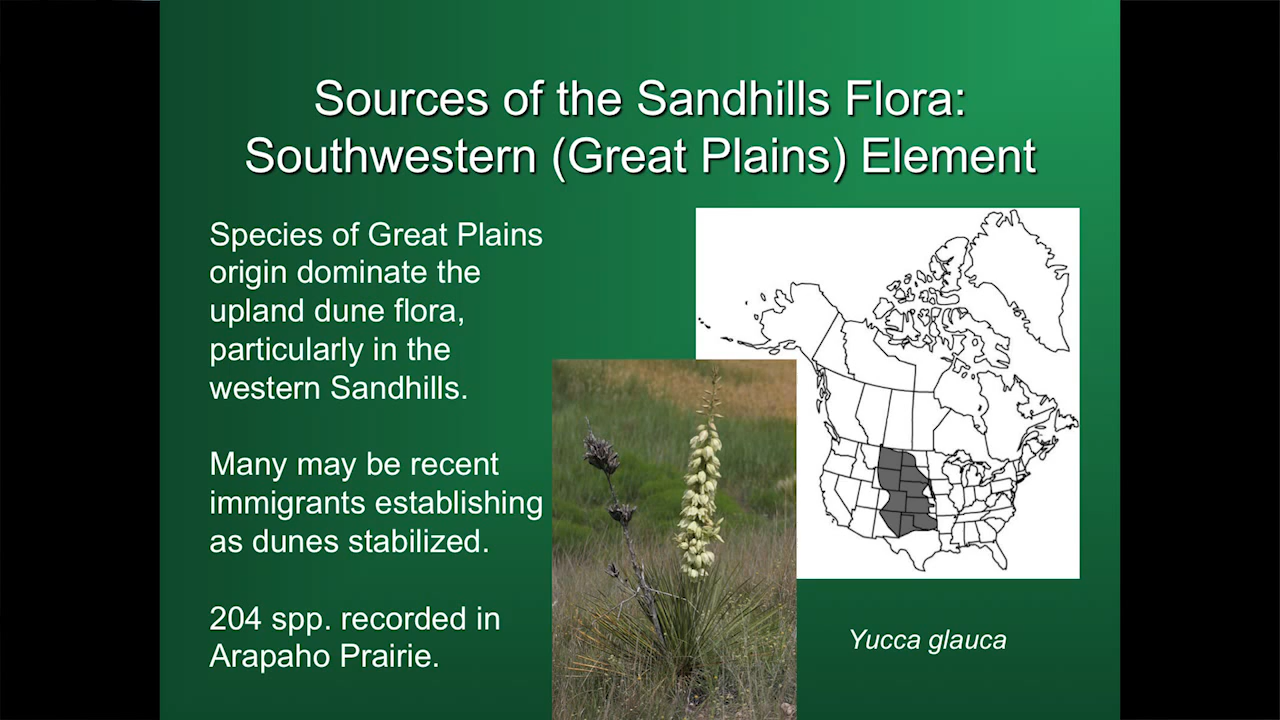 Sources of the Sandhills Flora:
Southwestern (Great Plains) Element
Species of Great Plains
origin dominate the
upland dune flora,
particularly in the
western Sandhills.
Many may be recent
immigrants establishing
as dunes stabilized.
204 spp. recorded in
Arapaho Prairie.
Yucca glauca